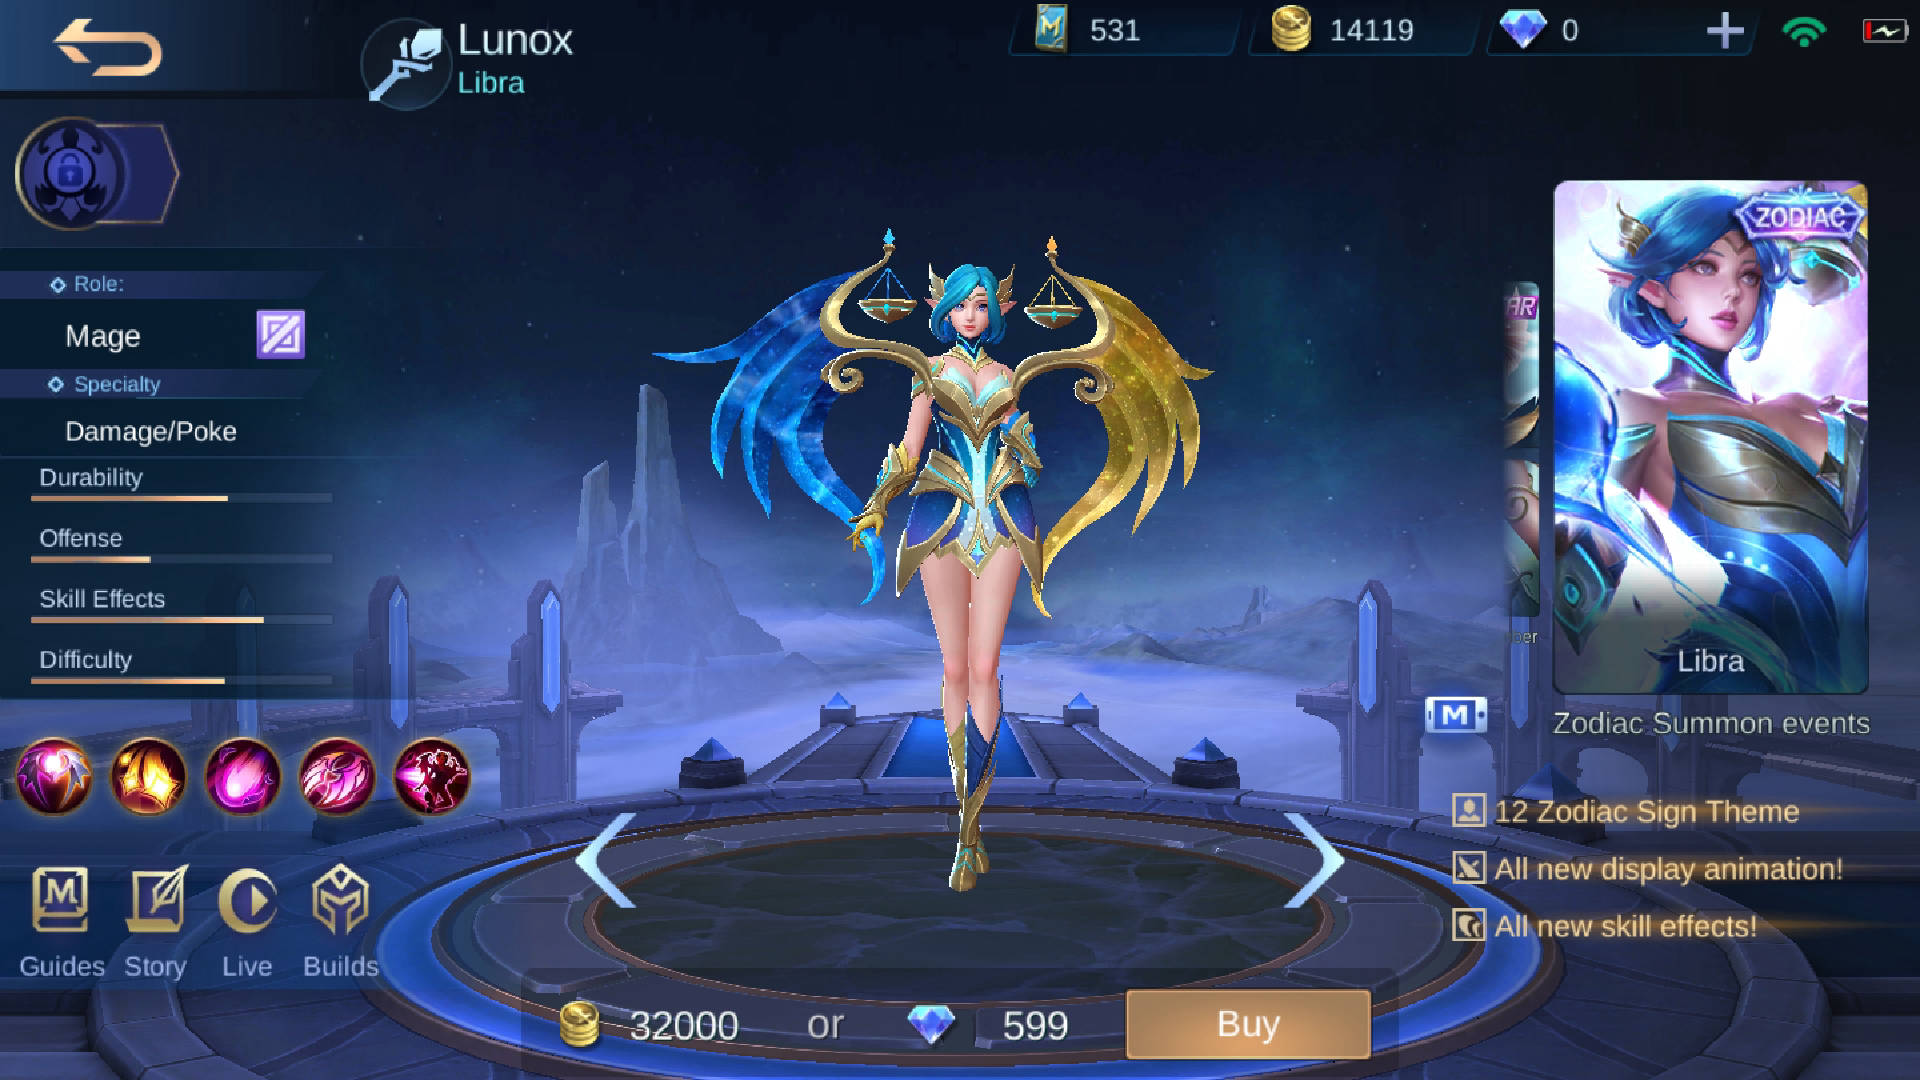 Lunox
Libra
531
14119
0
Role:
Mage
Specialty
Damage/Poke
Durability
Offense
Skill Effects
Difficulty
Guides
Story
Live
Builds
ZODIAC
AR
ber
Libra
M
Zodiac Summon events
12 Zodiac Sign Theme
All new display animation!
All new skill effects!
32000 or 599
Buy